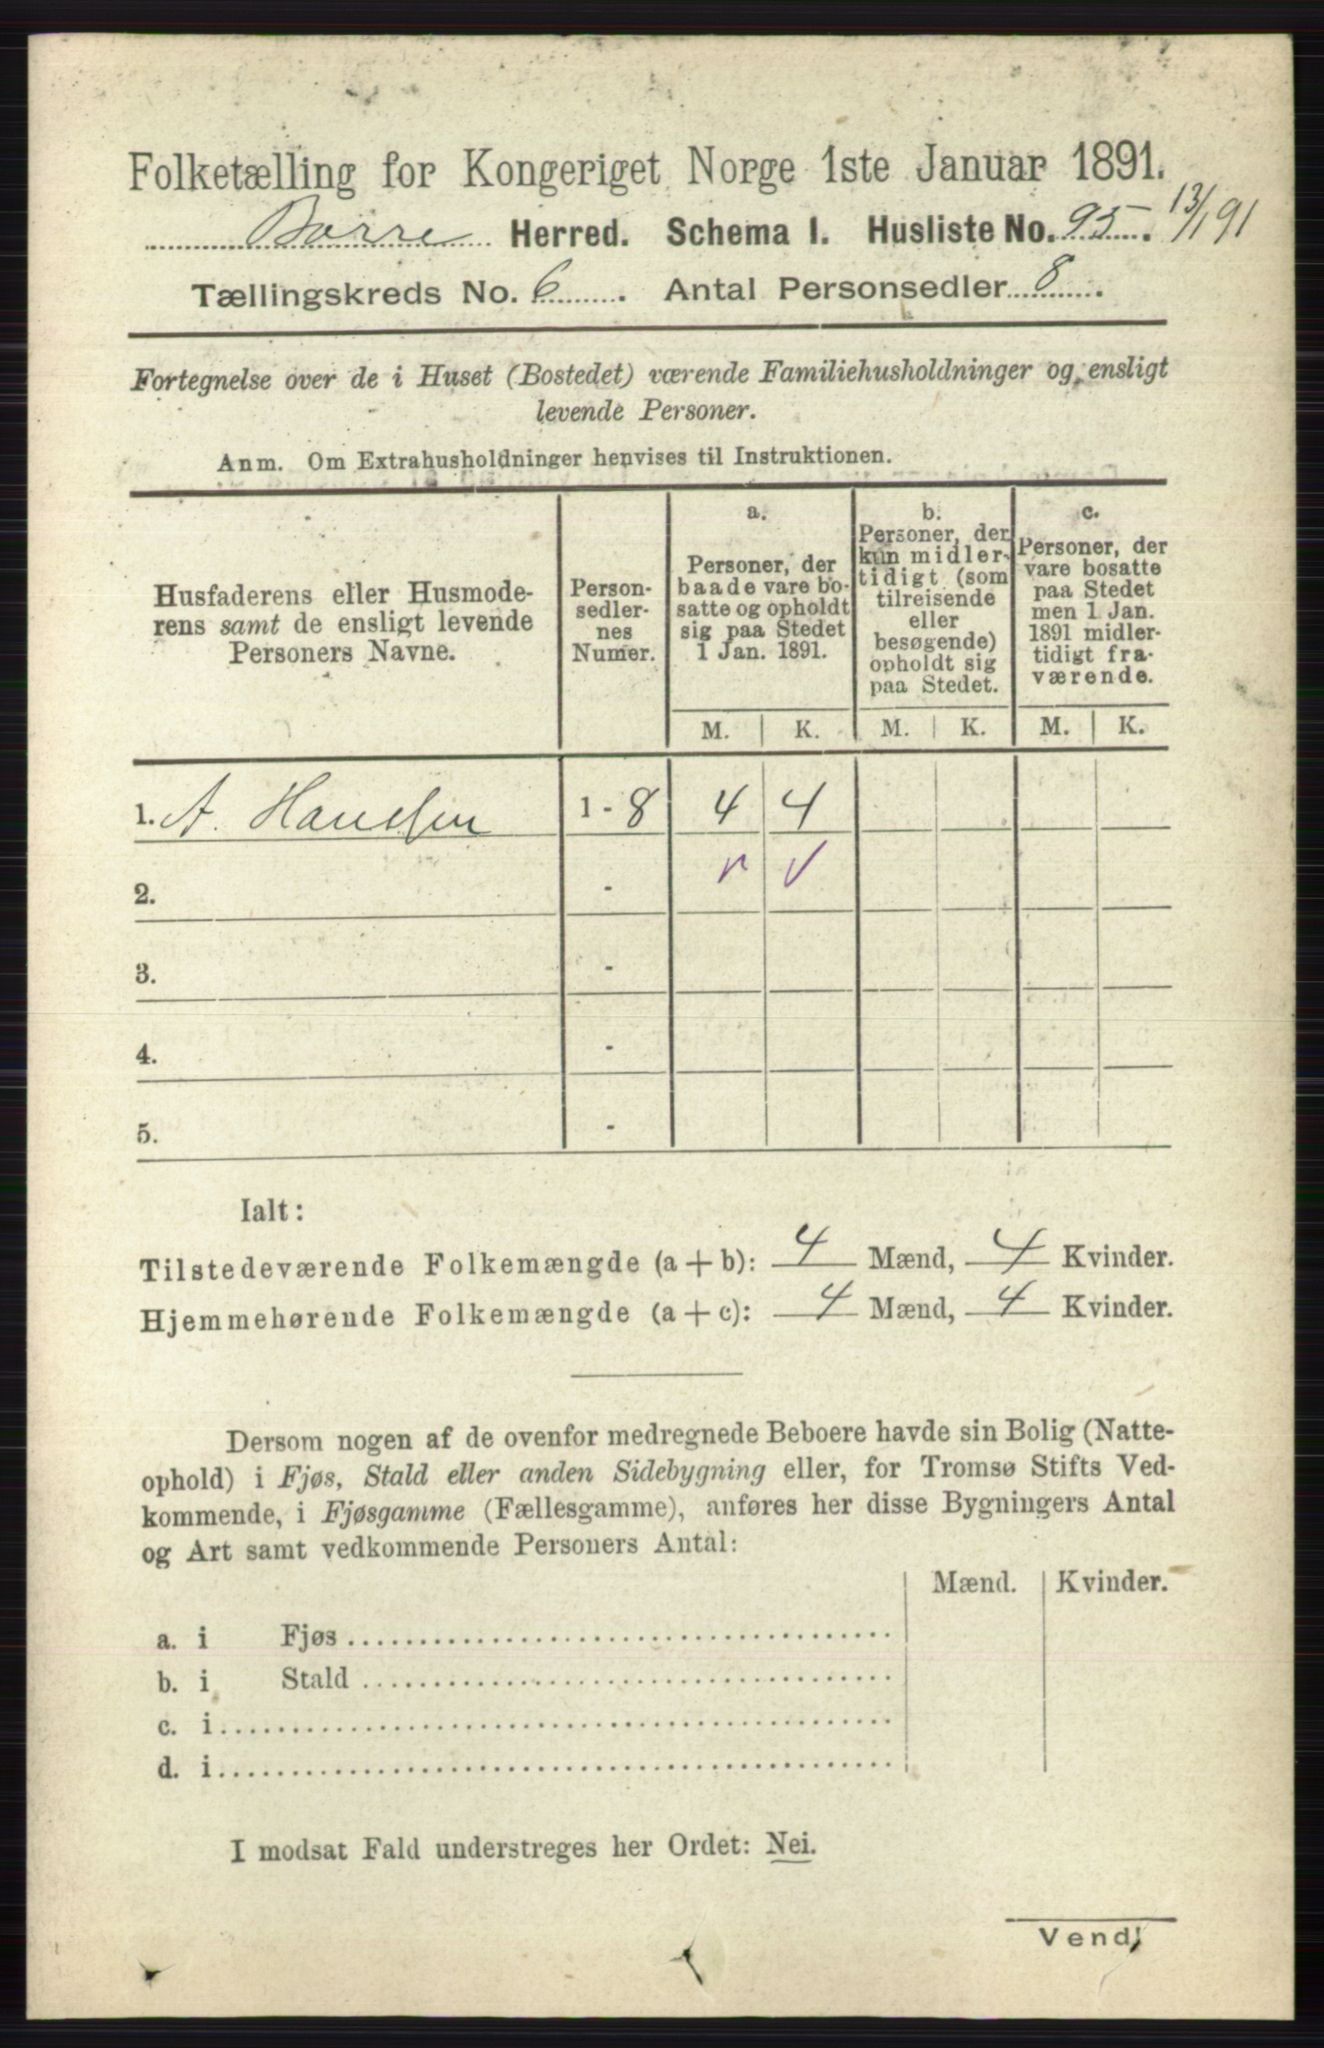 Folketælling for Kongeriget Norge 1ste Januar 1891.
Borre Herred. Schema I. Husliste No. 95. 13/1 91
Tællingskreds No. 6. Antal Personsedler 8.
Fortegnelse over de i Huset (Bostedet) værende Familiehusholdninger og ensligt
levende Personer.
Anm. Om Extrahusholdninger henvises til Instruktionen.
Husfaderens eller Husmode-
rens samt de ensligt levende
Personers Navne.
Person-
sedler-
nes
Numer.
a.
Personer, der
baade vare bo-
satte og opholdt
sig paa Stedet
1 Jan. 1891.
b.
Personer, der
kun midler-
tidigt (som
tilreisende
eller
besøgende)
opholdt sig
paa Stedet.
c.
Personer, der
vare bosatte
paa Stedet
men 1 Jan.
1891 midler-
tidigt fra-
værende.
M. K. M. K. M. K.
1. A. Hanssen 1 - 8 4 4
2. -
3. -
4. -
5. -
Ialt:
Tilstedeværende Folkemængde (a + b): 4 Mænd, 4 Kvinder.
Hjemmehørende Folkemængde (a + c): 4 Mænd, 4 Kvinder.
Dersom nogen af de ovenfor medregnede Beboere havde sin Bolig (Natte-
ophold) i Fjøs, Stald eller anden Sidebygning eller, for Tromsø Stifts Ved-
kommende, i Fjøsgamme (Fællesgamme), anføres her disse Bygningers Antal
og Art samt vedkommende Personers Antal:
Mænd. Kvinder.
a. i Fjøs
b. i Stald
c. i
d. i
I modsat Fald understreges her Ordet: Nei.
Vend!